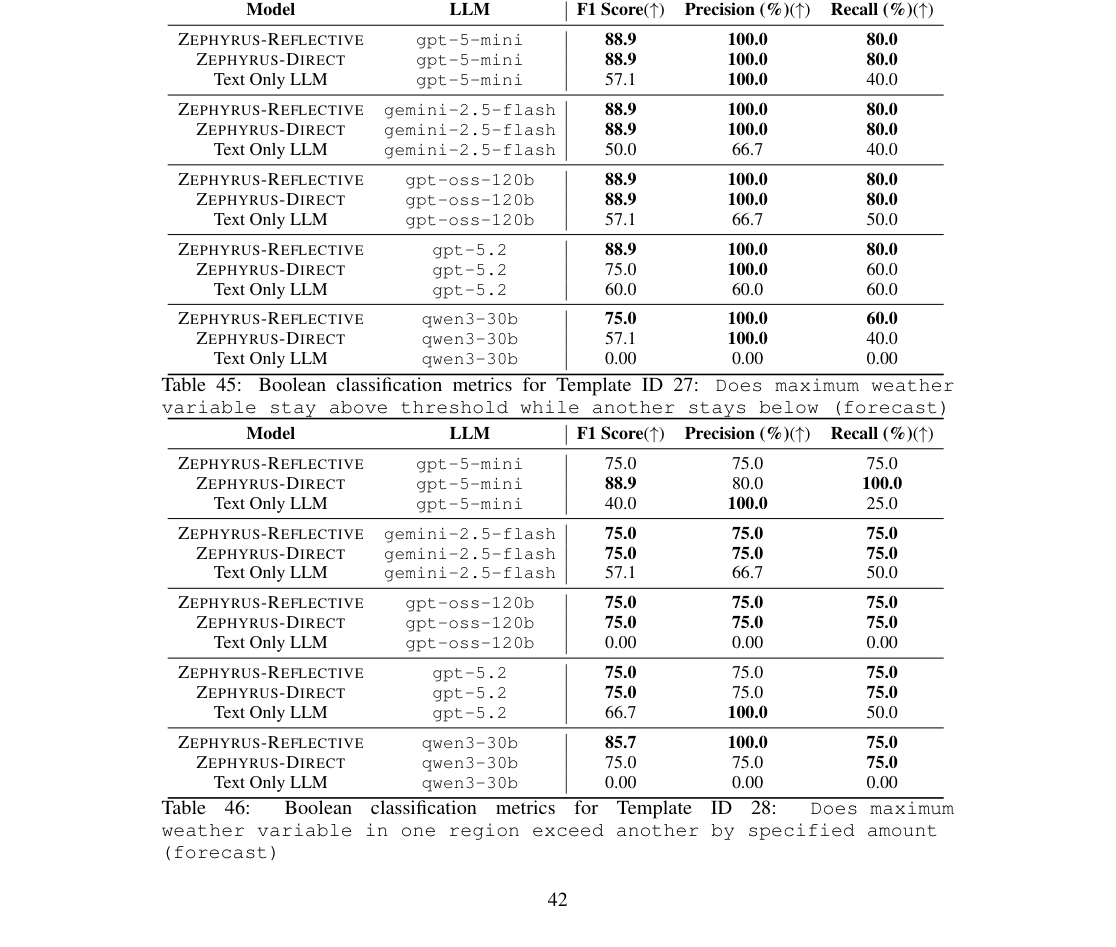 Model LLM F1 Score(↑) Precision (%)(↑) Recall (%)(↑)
ZEPHYRUS-REFLECTIVE gpt-5-mini 88.9 100.0 80.0
ZEPHYRUS-DIRECT gpt-5-mini 88.9 100.0 80.0
Text Only LLM gpt-5-mini 57.1 100.0 40.0
ZEPHYRUS-REFLECTIVE gemini-2.5-flash 88.9 100.0 80.0
ZEPHYRUS-DIRECT gemini-2.5-flash 88.9 100.0 80.0
Text Only LLM gemini-2.5-flash 50.0 66.7 40.0
ZEPHYRUS-REFLECTIVE gpt-oss-120b 88.9 100.0 80.0
ZEPHYRUS-DIRECT gpt-oss-120b 88.9 100.0 80.0
Text Only LLM gpt-oss-120b 57.1 66.7 50.0
ZEPHYRUS-REFLECTIVE gpt-5.2 88.9 100.0 80.0
ZEPHYRUS-DIRECT gpt-5.2 75.0 100.0 60.0
Text Only LLM gpt-5.2 60.0 60.0 60.0
ZEPHYRUS-REFLECTIVE qwen3-30b 75.0 100.0 60.0
ZEPHYRUS-DIRECT qwen3-30b 57.1 100.0 40.0
Text Only LLM qwen3-30b 0.00 0.00 0.00
Table 45: Boolean classification metrics for Template ID 27: Does maximum weather
variable stay above threshold while another stays below (forecast)
Model LLM F1 Score(↑) Precision (%)(↑) Recall (%)(↑)
ZEPHYRUS-REFLECTIVE gpt-5-mini 75.0 75.0 75.0
ZEPHYRUS-DIRECT gpt-5-mini 88.9 80.0 100.0
Text Only LLM gpt-5-mini 40.0 100.0 25.0
ZEPHYRUS-REFLECTIVE gemini-2.5-flash 75.0 75.0 75.0
ZEPHYRUS-DIRECT gemini-2.5-flash 75.0 75.0 75.0
Text Only LLM gemini-2.5-flash 57.1 66.7 50.0
ZEPHYRUS-REFLECTIVE gpt-oss-120b 75.0 75.0 75.0
ZEPHYRUS-DIRECT gpt-oss-120b 75.0 75.0 75.0
Text Only LLM gpt-oss-120b 0.00 0.00 0.00
ZEPHYRUS-REFLECTIVE gpt-5.2 75.0 75.0 75.0
ZEPHYRUS-DIRECT gpt-5.2 75.0 75.0 75.0
Text Only LLM gpt-5.2 66.7 100.0 50.0
ZEPHYRUS-REFLECTIVE qwen3-30b 85.7 100.0 75.0
ZEPHYRUS-DIRECT qwen3-30b 75.0 75.0 75.0
Text Only LLM qwen3-30b 0.00 0.00 0.00
Table 46: Boolean classification metrics for Template ID 28: Does maximum
weather variable in one region exceed another by specified amount
(forecast)
42